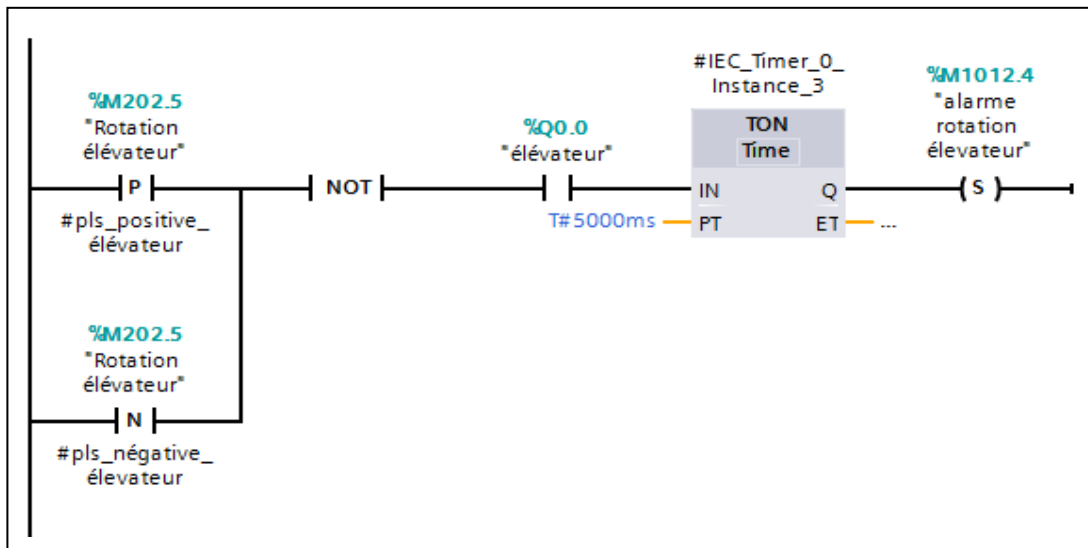 #IEC_Timer_0_
Instance_3
%M1012.4
"alarme
rotation
élevateur"
%M202.5
"Rotation
élévateur"
%Q0.0
"élévateur"
TON
Time
P
NOT
IN
Q
S
#pls_positive_
élévateur
T#5000ms
PT
ET
...
%M202.5
"Rotation
élévateur"
N
#pls_négative_
élevateur